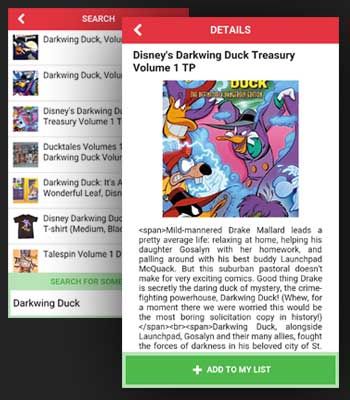 SEARCH
Darkwing Duck, Volu
Darkwing Duck, Volu
Disney's Darkwing Du
Treasury Volume 1 T
Ducktales Volumes 1
Darkwing Duck Volum
Darkwing Duck: It's A
Wonderful Leaf, Disn
Disney Darkwing Duc
T-shirt (Medium, Blac
Talespin Volume 1 D
SEARCH FOR SOME
Darkwing Duck
DETAILS
Disney's Darkwing Duck Treasury
Volume 1 TP
DUCK
THE DEFINITIVELY DANGEROUS EDITION
<span>Mild-mannered Drake Mallard leads a
pretty average life: relaxing at home, helping his
daughter Gosalyn with her homework, and
palling around with his best buddy Launchpad
McQuack. But this suburban pastoral doesn't
make for very exciting comics. Good thing Drake
is secretly the daring duck of mystery, the crime-
fighting powerhouse, Darkwing Duck! (Whew, for
a moment there we were worried this would be
the most boring solicitation copy in history!)
</span><br><span>Darkwing Duck, alongside
Launchpad, Gosalyn and their many allies, fought
the forces of darkness in his beloved city of St.
+ ADD TO MY LIST